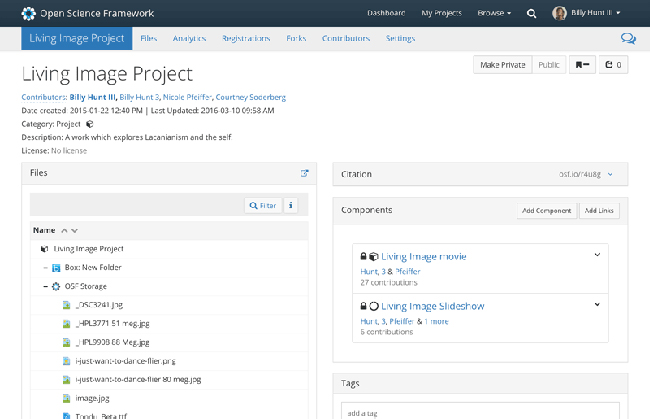 Open Science Framework
Dashboard My Projects Browse Billy Hunt III
Living Image Project Files Analytics Registrations Forks Contributors Settings
Living Image Project
Make Private Public 0
Contributors: Billy Hunt III, Billy Hunt 3, Nicole Pfeiffer, Courtney Soderberg
Date created: 2015-01-22 12:40 PM | Last Updated: 2016-03-10 09:58 AM
Category: Project
Description: A work which explores Lacanianism and the self.
License: No license
Files
Filter i
Name
Living Image Project
Box: New Folder
OSF Storage
_DSC3241.jpg
_HPL3771 51 meg.jpg
_HPL9908 88 Meg.jpg
i-just-want-to-dance-flier.png
i-just-want-to-dance-flier 80 meg.jpg
image.jpg
Tondu_Beta.ttf
Citation osf.io/r4u8g
Components Add Component Add Links
Living Image movie
Hunt, 3 & Pfeiffer
27 contributions
Living Image Slideshow
Hunt, 3, Pfeiffer & 1 more
6 contributions
Tags
add a tag